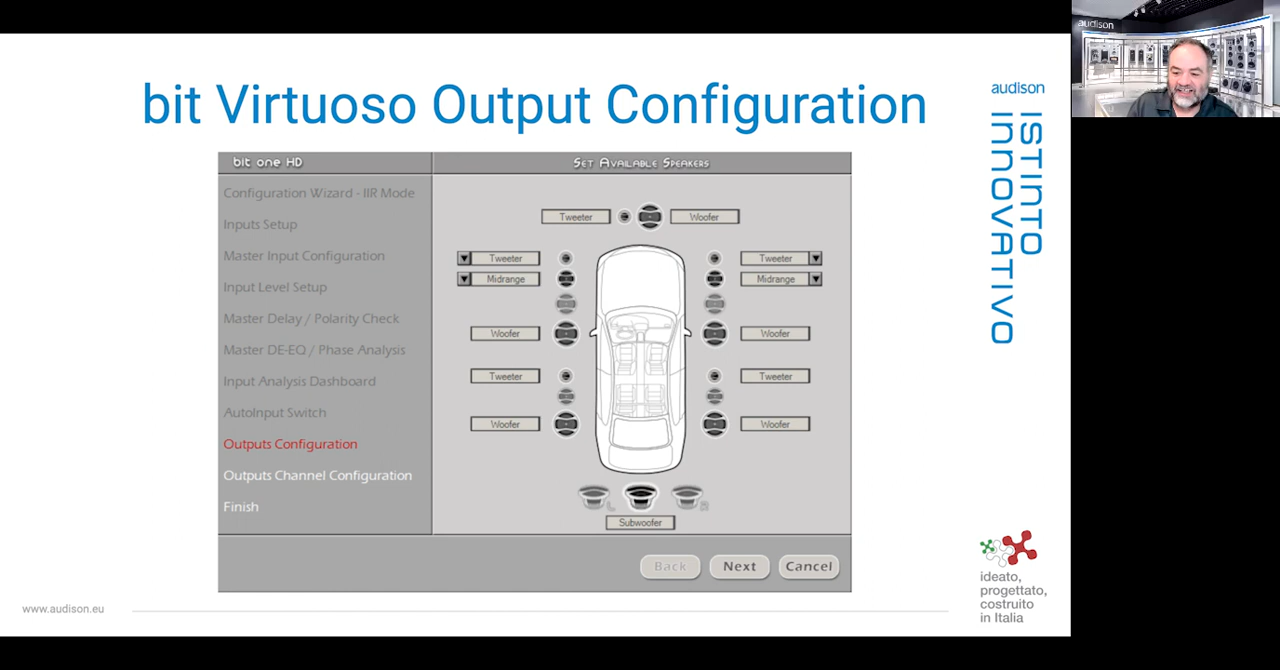 bit Virtuoso Output Configuration
audison
audison
ISTINTO
INNOVATIVO
bit one HD
Set Available Speakers
Configuration Wizard - IIR Mode
Inputs Setup
Master Input Configuration
Input Level Setup
Master Delay / Polarity Check
Master DE-EQ / Phase Analysis
Input Analysis Dashboard
AutoInput Switch
Outputs Configuration
Outputs Channel Configuration
Finish
Tweeter Woofer
Tweeter Tweeter
Midrange Midrange
Woofer Woofer
Tweeter Tweeter
Woofer Woofer
L R
Subwoofer
Back Next Cancel
www.audison.eu
ideato,
progettato,
costruito
in Italia